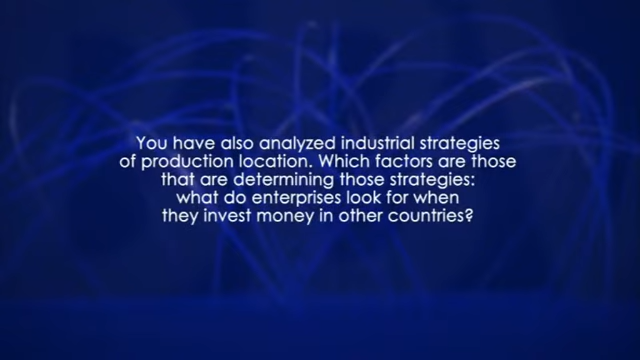 You have also analyzed industrial strategies
of production location. Which factors are those
that are determining those strategies:
what do enterprises look for when
they invest money in other countries?